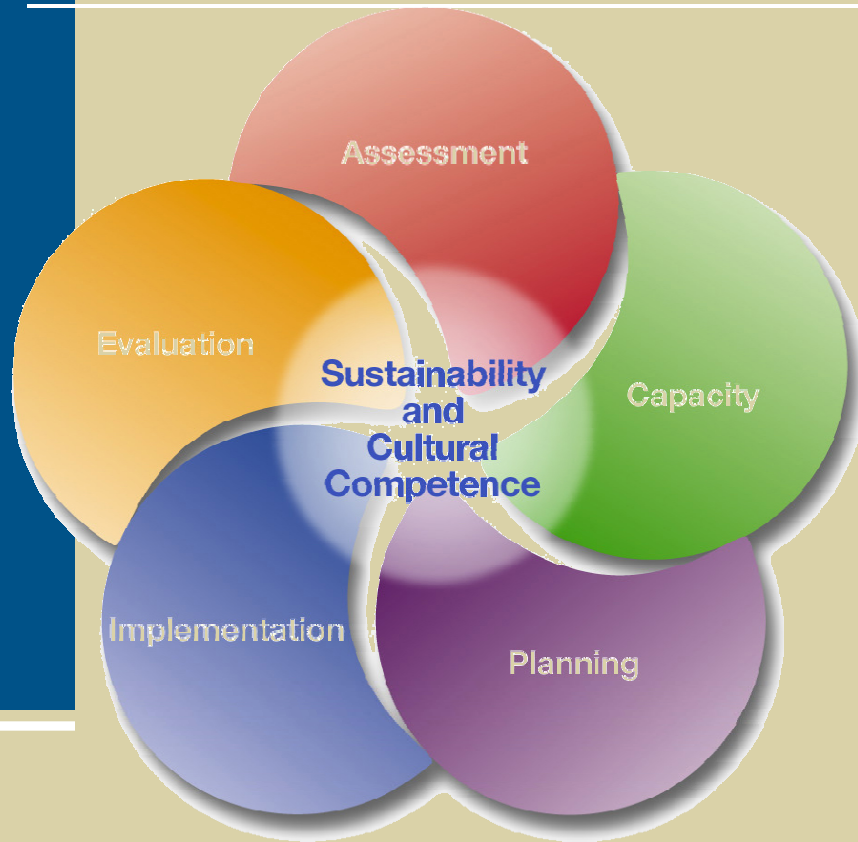 Assessment
Evaluation
Sustainability
and
Cultural
Competence
Capacity
Implementation
Planning